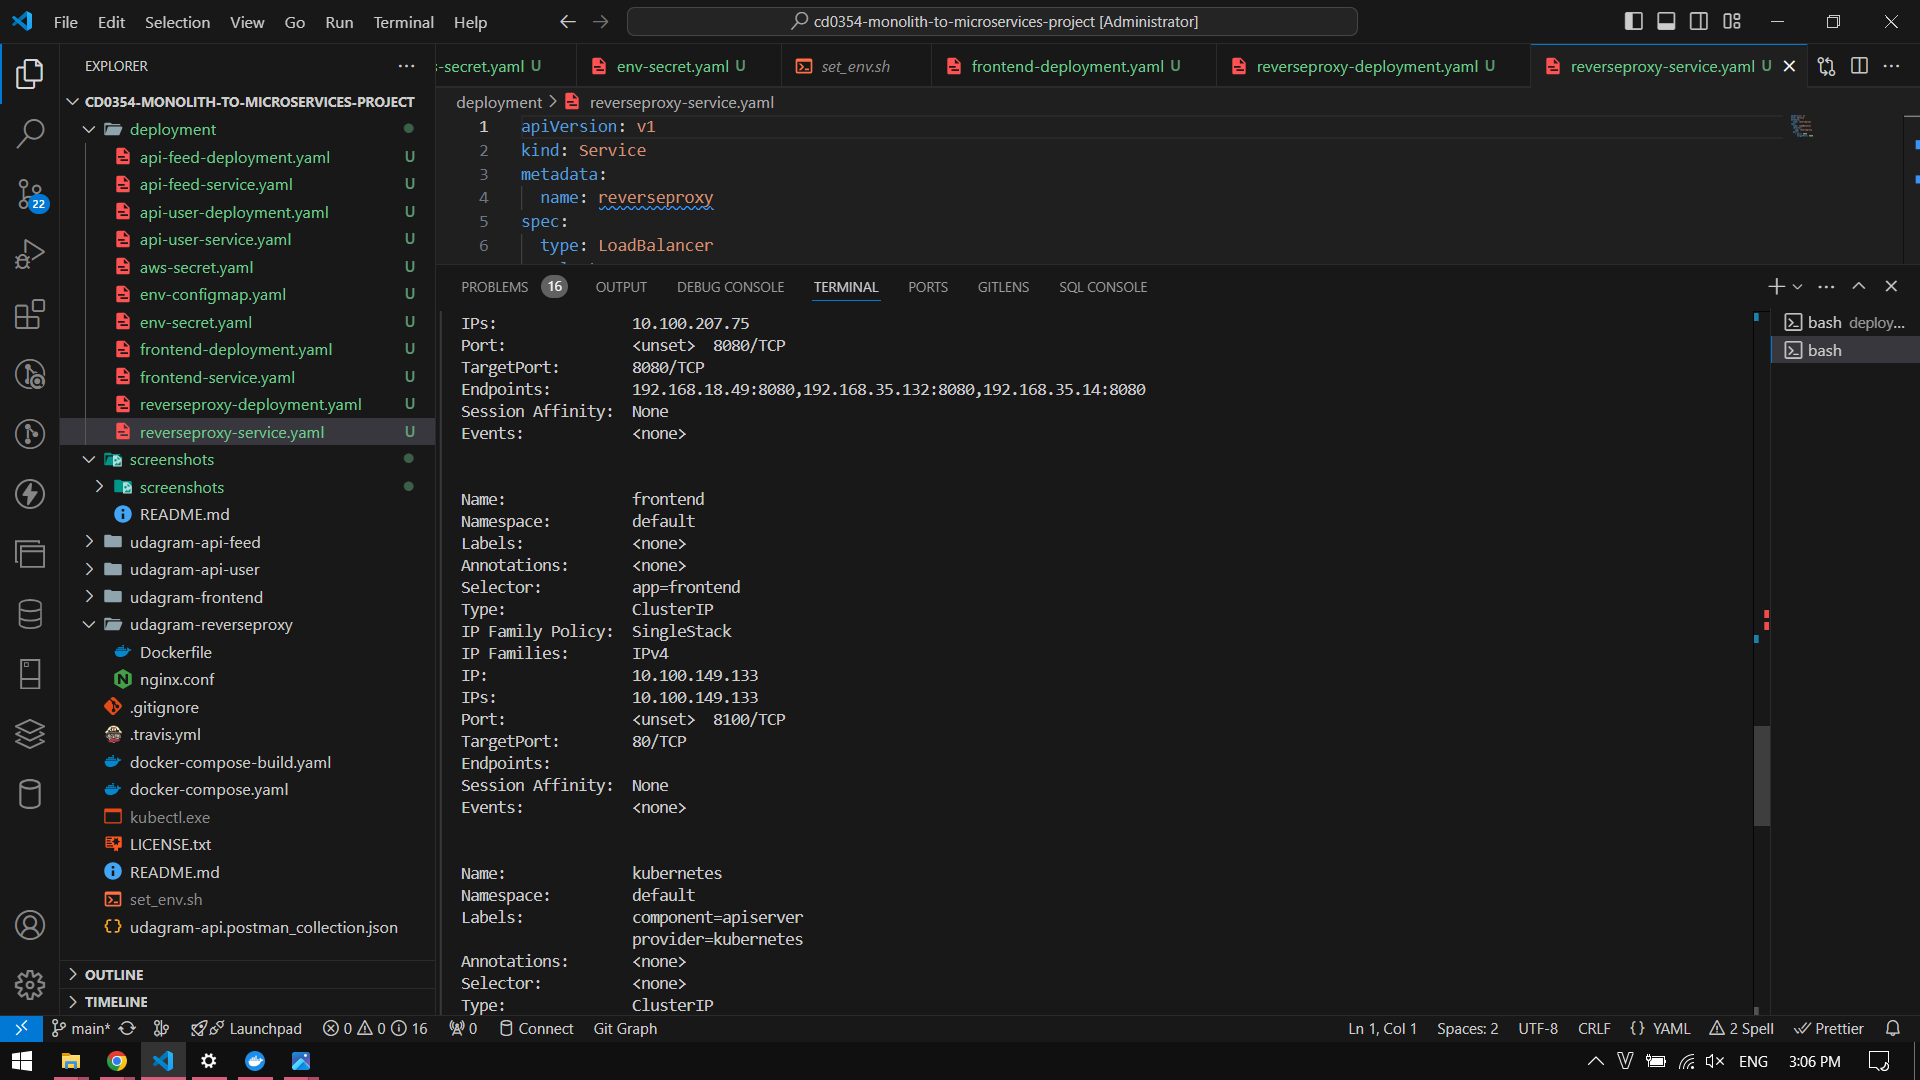 File Edit Selection View Go Run Terminal Help
cd0354-monolith-to-microservices-project [Administrator]
EXPLORER
CD0354-MONOLITH-TO-MICROSERVICES-PROJECT
deployment
api-feed-deployment.yaml U
api-feed-service.yaml U
api-user-deployment.yaml U
api-user-service.yaml U
aws-secret.yaml U
env-configmap.yaml U
env-secret.yaml U
frontend-deployment.yaml U
frontend-service.yaml U
reverseproxy-deployment.yaml U
reverseproxy-service.yaml U
screenshots
screenshots
README.md
udagram-api-feed
udagram-api-user
udagram-frontend
udagram-reverseproxy
Dockerfile
nginx.conf
.gitignore
.travis.yml
docker-compose-build.yaml
docker-compose.yaml
kubectl.exe
LICENSE.txt
README.md
set_env.sh
udagram-api.postman_collection.json
OUTLINE
TIMELINE
22
s-secret.yaml U env-secret.yaml U set_env.sh frontend-deployment.yaml U reverseproxy-deployment.yaml U reverseproxy-service.yaml U
deployment > reverseproxy-service.yaml
1 apiVersion: v1
2 kind: Service
3 metadata:
4 name: reverseproxy
5 spec:
6 type: LoadBalancer
PROBLEMS 16 OUTPUT DEBUG CONSOLE TERMINAL PORTS GITLENS SQL CONSOLE
bash deploy...
bash
IPs: 10.100.207.75
Port: <unset> 8080/TCP
TargetPort: 8080/TCP
Endpoints: 192.168.18.49:8080,192.168.35.132:8080,192.168.35.14:8080
Session Affinity: None
Events: <none>
Name: frontend
Namespace: default
Labels: <none>
Annotations: <none>
Selector: app=frontend
Type: ClusterIP
IP Family Policy: SingleStack
IP Families: IPv4
IP: 10.100.149.133
IPs: 10.100.149.133
Port: <unset> 8100/TCP
TargetPort: 80/TCP
Endpoints:
Session Affinity: None
Events: <none>
Name: kubernetes
Namespace: default
Labels: component=apiserver
provider=kubernetes
Annotations: <none>
Selector: <none>
Type: ClusterIP
main* Launchpad 0 0 16 0 Connect Git Graph Ln 1, Col 1 Spaces: 2 UTF-8 CRLF {} YAML 2 Spell Prettier
ENG 3:06 PM